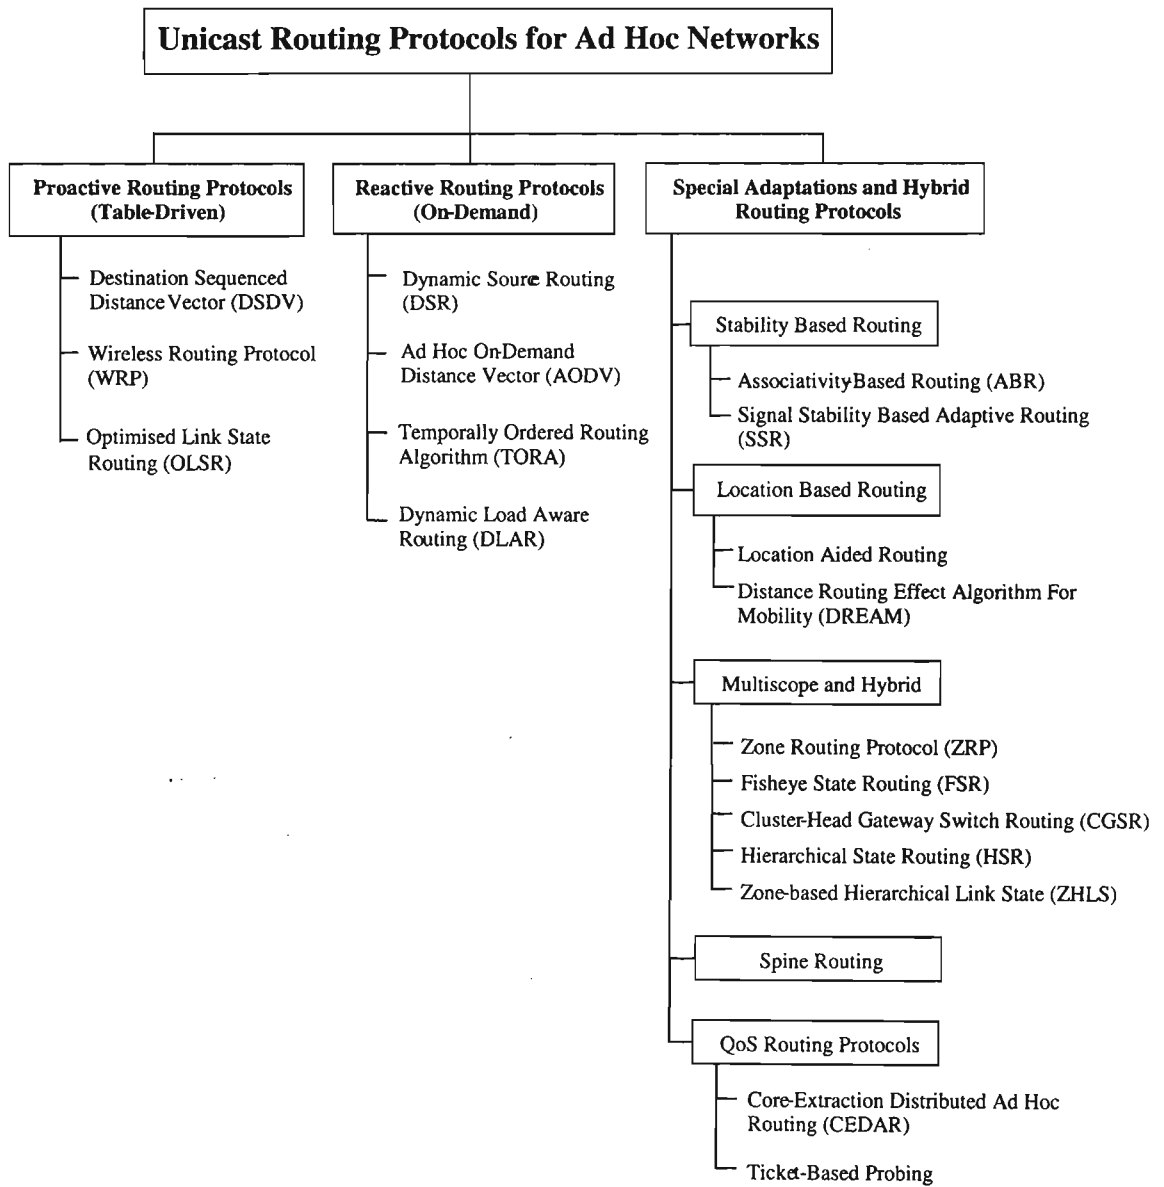 Unicast Routing Protocols for Ad Hoc Networks
Proactive Routing Protocols
(Table-Driven)
Destination Sequenced
Distance Vector (DSDV)
Wireless Routing Protocol
(WRP)
Optimised Link State
Routing (OLSR)
Reactive Routing Protocols
(On-Demand)
Dynamic Soure Routing
(DSR)
Ad Hoc On-Demand
Distance Vector (AODV)
Temporally Ordered Routing
Algorithm (TORA)
Dynamic Load Aware
Routing (DLAR)
Special Adaptations and Hybrid
Routing Protocols
Stability Based Routing
Associativity-Based Routing (ABR)
Signal Stability Based Adaptive Routing
(SSR)
Location Based Routing
Location Aided Routing
Distance Routing Effect Algorithm For
Mobility (DREAM)
Multiscope and Hybrid
Zone Routing Protocol (ZRP)
Fisheye State Routing (FSR)
Cluster-Head Gateway Switch Routing (CGSR)
Hierarchical State Routing (HSR)
Zone-based Hierarchical Link State (ZHLS)
Spine Routing
QoS Routing Protocols
Core-Extraction Distributed Ad Hoc
Routing (CEDAR)
Ticket-Based Probing